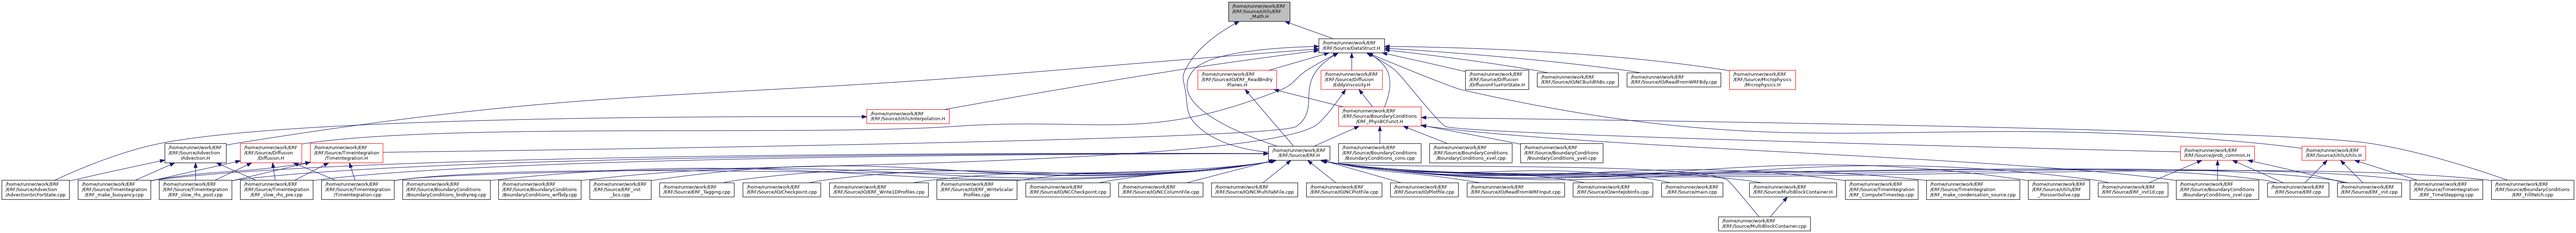 /home/runner/work/ERF
/ERF/Source/Utils/ERF
_Math.H
/home/runner/work/ERF
/ERF/Source/DataStruct.H
/home/runner/work/ERF
/ERF/Source/IO/ERF_ReadBndry
Planes.H
/home/runner/work/ERF
/ERF/Source/Diffusion
/EddyViscosity.H
/home/runner/work/ERF
/ERF/Source/Diffusion
/DiffusionFluxForState.H
/home/runner/work/ERF
/ERF/Source/IO/NCBuildFABs.cpp
/home/runner/work/ERF
/ERF/Source/IO/ReadFromWRFBdy.cpp
/home/runner/work/ERF
/ERF/Source/Microphysics
/Microphysics.H
/home/runner/work/ERF
/ERF/Source/Utils/Interpolation.H
/home/runner/work/ERF
/ERF/Source/BoundaryConditions
/ERF_PhysBCFunct.H
/home/runner/work/ERF
/ERF/Source/Advection
/Advection.H
/home/runner/work/ERF
/ERF/Source/Diffusion
/Diffusion.H
/home/runner/work/ERF
/ERF/Source/TimeIntegration
/TimeIntegration.H
/home/runner/work/ERF
/ERF/Source/ERF.H
/home/runner/work/ERF
/ERF/Source/BoundaryConditions
/BoundaryConditions_cons.cpp
/home/runner/work/ERF
/ERF/Source/BoundaryConditions
/BoundaryConditions_xvel.cpp
/home/runner/work/ERF
/ERF/Source/BoundaryConditions
/BoundaryConditions_yvel.cpp
/home/runner/work/ERF
/ERF/Source/prob_common.H
/home/runner/work/ERF
/ERF/Source/Utils/Utils.H
/home/runner/work/ERF
/ERF/Source/Advection
/AdvectionSrcForState.cpp
/home/runner/work/ERF
/ERF/Source/TimeIntegration
/ERF_make_buoyancy.cpp
/home/runner/work/ERF
/ERF/Source/TimeIntegration
/ERF_slow_rhs_post.cpp
/home/runner/work/ERF
/ERF/Source/TimeIntegration
/ERF_slow_rhs_pre.cpp
/home/runner/work/ERF
/ERF/Source/TimeIntegration
/TimeIntegration.cpp
/home/runner/work/ERF
/ERF/Source/BoundaryConditions
/BoundaryConditions_bndryreg.cpp
/home/runner/work/ERF
/ERF/Source/BoundaryConditions
/BoundaryConditions_wrfbdy.cpp
/home/runner/work/ERF
/ERF/Source/ERF_init
_bcs.cpp
/home/runner/work/ERF
/ERF/Source/ERF_Tagging.cpp
/home/runner/work/ERF
/ERF/Source/IO/Checkpoint.cpp
/home/runner/work/ERF
/ERF/Source/IO/ERF_Write1DProfiles.cpp
/home/runner/work/ERF
/ERF/Source/IO/ERF_WriteScalar
Profiles.cpp
/home/runner/work/ERF
/ERF/Source/IO/NCCheckpoint.cpp
/home/runner/work/ERF
/ERF/Source/IO/NCColumnFile.cpp
/home/runner/work/ERF
/ERF/Source/IO/NCMultiFabFile.cpp
/home/runner/work/ERF
/ERF/Source/IO/NCPlotFile.cpp
/home/runner/work/ERF
/ERF/Source/IO/Plotfile.cpp
/home/runner/work/ERF
/ERF/Source/IO/ReadFromWRFInput.cpp
/home/runner/work/ERF
/ERF/Source/IO/writeJobInfo.cpp
/home/runner/work/ERF
/ERF/Source/main.cpp
/home/runner/work/ERF
/ERF/Source/MultiBlockContainer.H
/home/runner/work/ERF
/ERF/Source/TimeIntegration
/ERF_ComputeTimestep.cpp
/home/runner/work/ERF
/ERF/Source/TimeIntegration
/ERF_make_condensation_source.cpp
/home/runner/work/ERF
/ERF/Source/Utils/ERF
_PoissonSolve.cpp
/home/runner/work/ERF
/ERF/Source/ERF_init1d.cpp
/home/runner/work/ERF
/ERF/Source/BoundaryConditions
/BoundaryConditions_zvel.cpp
/home/runner/work/ERF
/ERF/Source/ERF.cpp
/home/runner/work/ERF
/ERF/Source/ERF_init.cpp
/home/runner/work/ERF
/ERF/Source/TimeIntegration
/ERF_TimeStepping.cpp
/home/runner/work/ERF
/ERF/Source/BoundaryConditions
/ERF_FillPatch.cpp
/home/runner/work/ERF
/ERF/Source/MultiBlockContainer.cpp